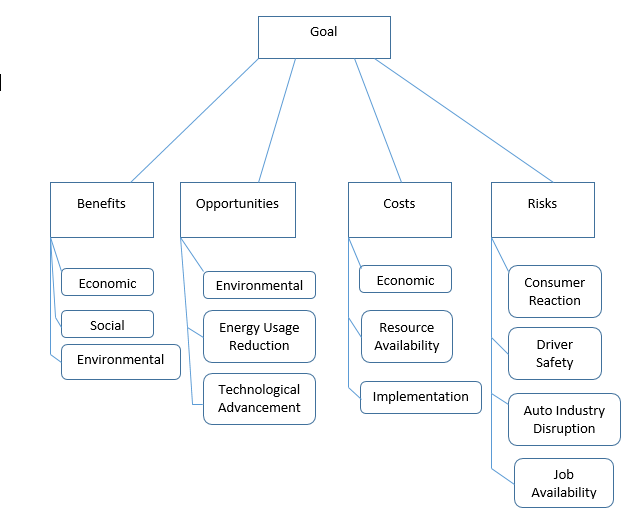 Goal
Benefits
Opportunities
Costs
Risks
Economic
Social
Environmental
Environmental
Energy Usage
Reduction
Technological
Advancement
Economic
Resource
Availability
Implementation
Consumer
Reaction
Driver
Safety
Auto Industry
Disruption
Job
Availability